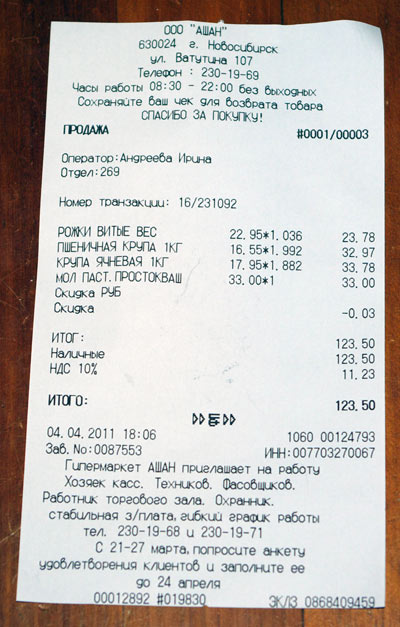 ООО "АШАН"
630024 г. Новосибирск
ул. Ватутина 107
Телефон : 230-19-69
Часы работы 08:30 - 22:00 без выходных
Сохраняйте ваш чек для возврата товара
СПАСИБО ЗА ПОКУПКУ!
ПРОДАЖА #0001/00003
Оператор:Андреева Ирина
Отдел:269
Номер транзакции: 16/231092
РОЖКИ ВИТЫЕ ВЕС 22.95*1.036 23.78
ПШЕНИЧНАЯ КРУПА 1КГ 16.55*1.992 32.97
КРУПА ЯЧНЕВАЯ 1КГ 17.95*1.882 33.78
МОЛ ПАСТ.ПРОСТОКВАШ 33.00*1 33.00
Скидка РУБ
Скидка -0.03
ИТОГ: 123.50
Наличные 123.50
НДС 10% 11.23
ИТОГО: 123.50
04.04.2011 18:06 1060 00124793
Зав.No:0087553 ИНН:007703270067
Гипермаркет АШАН приглашает на работу
Хозяек касс. Техников. Фасовщиков.
Работник торгового зала. Охранник.
стабильная з/плата,гибкий график работы
тел. 230-19-68 и 230-19-71
С 21-27 марта, попросите анкету
удовлетворения клиентов и заполните ее
до 24 апреля
00012892 #019830 ЭКЛЗ 0868409459